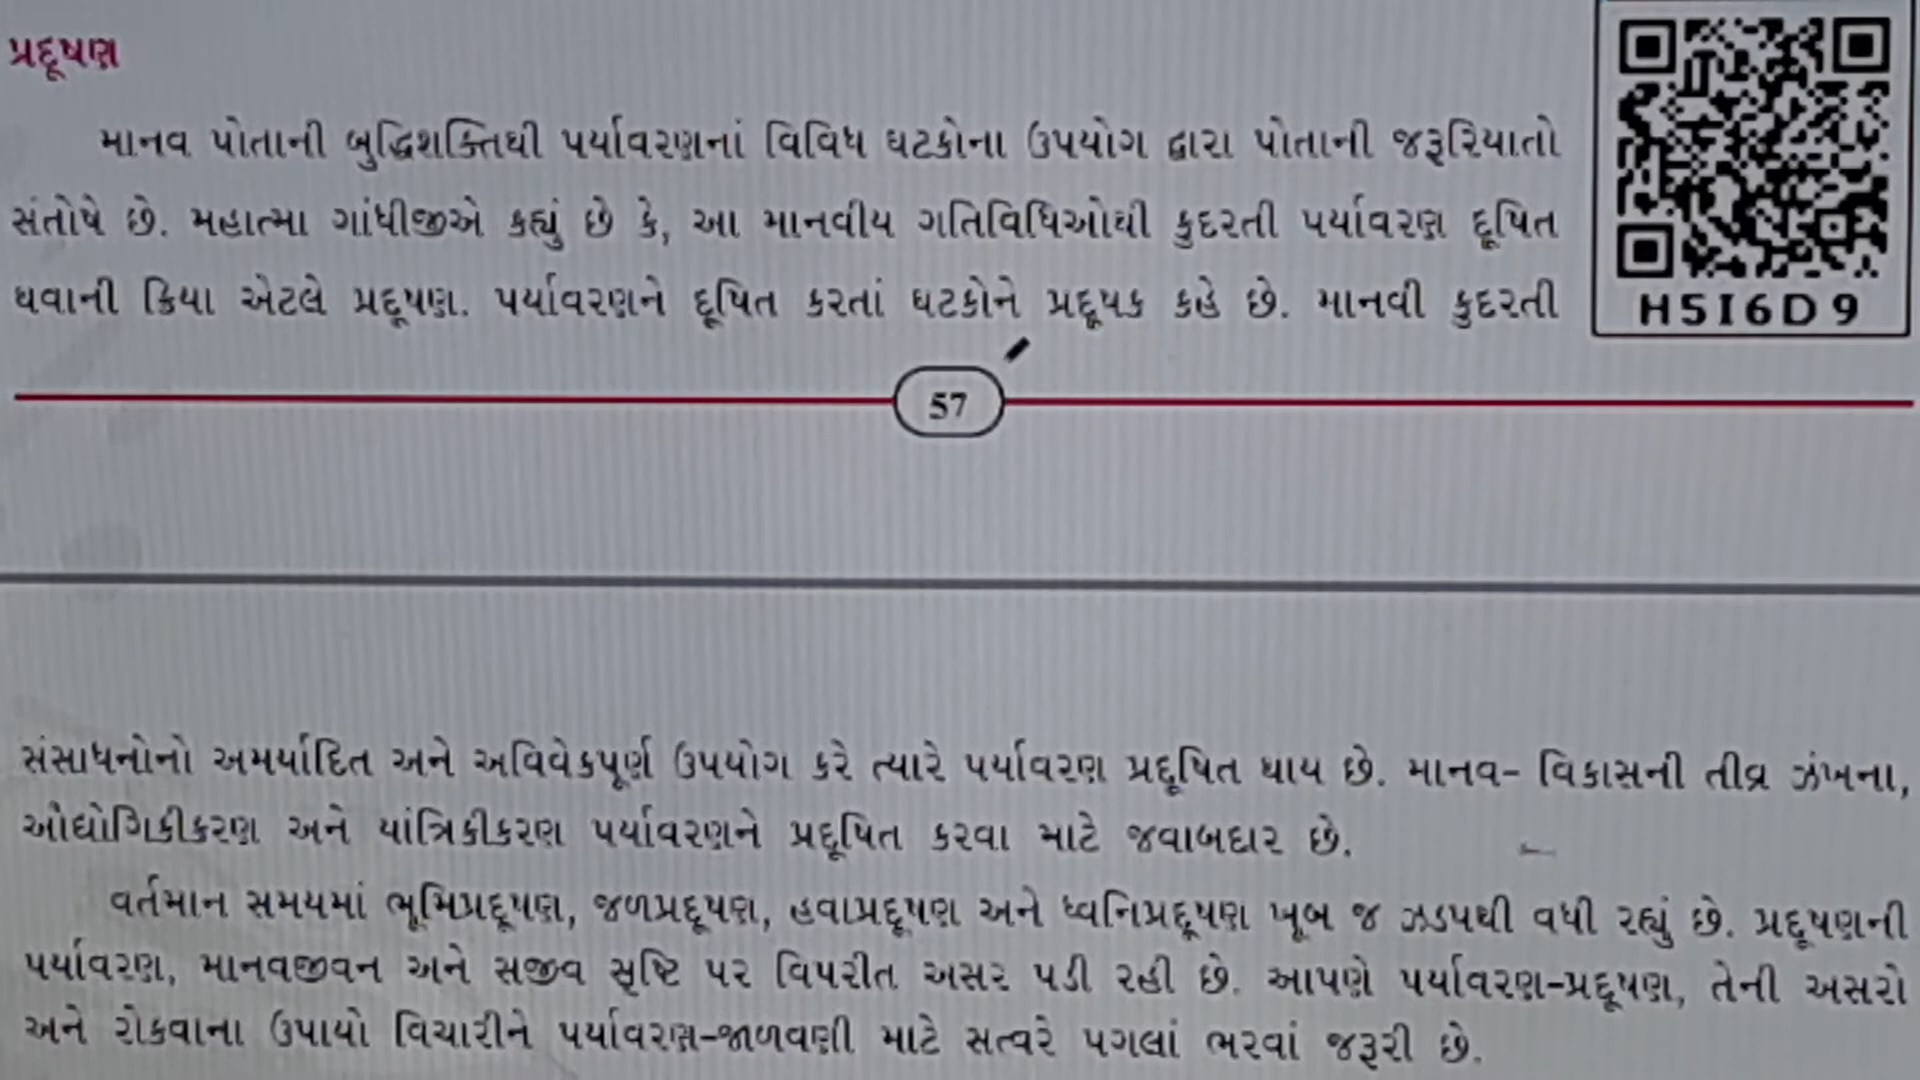 પ્રદૂષણ
માનવ પોતાની બુદ્ધિશક્તિથી પર્યાવરણનાં વિવિધ ઘટકોના ઉપયોગ દ્વારા પોતાની જરૂરિયાતો
સંતોષે છે. મહાત્મા ગાંધીજીએ કહ્યું છે કે, આ માનવીય ગતિવિધિઓથી કુદરતી પર્યાવરણ દૂષિત
થવાની ક્રિયા એટલે પ્રદૂષણ. પર્યાવરણને દૂષિત કરતાં ઘટકોને પ્રદૂષક કહે છે. માનવી કુદરતી
H5I6D9
57
સંસાધનોનો અમર્યાદિત અને અવિવેકપૂર્ણ ઉપયોગ કરે ત્યારે પર્યાવરણ પ્રદૂષિત થાય છે. માનવ- વિકાસની તીવ્ર ઝંખના,
ઔદ્યોગિકીકરણ અને યાંત્રિકીકરણ પર્યાવરણને પ્રદૂષિત કરવા માટે જવાબદાર છે.
વર્તમાન સમયમાં ભૂમિપ્રદૂષણ, જળપ્રદૂષણ, હવાપ્રદૂષણ અને ધ્વનિપ્રદૂષણ ખૂબ જ ઝડપથી વધી રહ્યું છે. પ્રદૂષણની
પર્યાવરણ, માનવજીવન અને સજીવ સૃષ્ટિ પર વિપરીત અસર પડી રહી છે. આપણે પર્યાવરણ-પ્રદૂષણ, તેની અસરો
અને રોકવાના ઉપાયો વિચારીને પર્યાવરણ-જાળવણી માટે સત્વરે પગલાં ભરવાં જરૂરી છે.